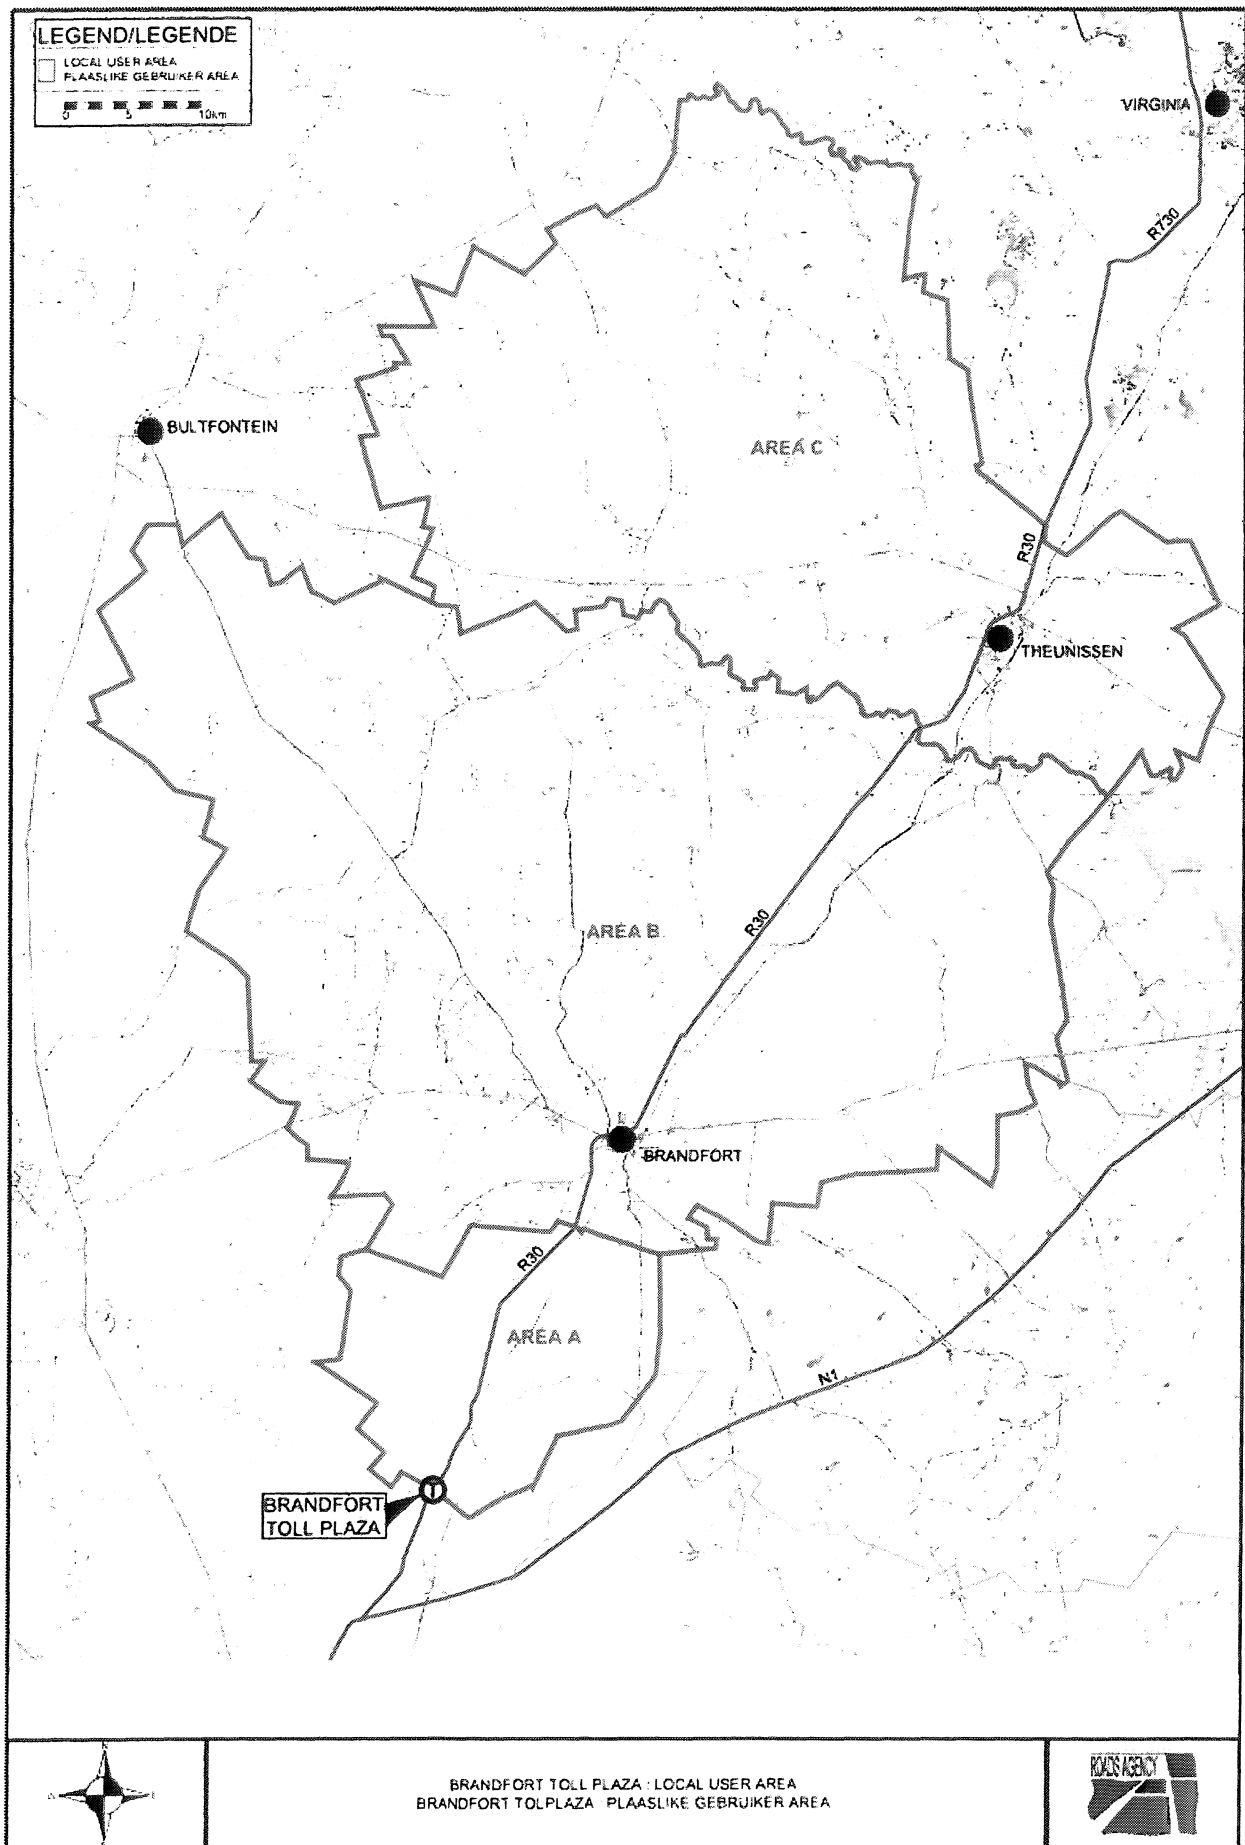 LEGEND/LEGENDE
LOCAL USER AREA
PLAASLIKE GEBRUIKER AREA
0 5 10km
VIRGINIA
R730
BULTFONTEIN
AREA C
R30
THEUNISSEN
AREA B
R30
BRANDFORT
R30
AREA A
N1
T
BRANDFORT
TOLL PLAZA
N
BRANDFORT TOLL PLAZA : LOCAL USER AREA
BRANDFORT TOLPLAZA : PLAASLIKE GEBRUIKER AREA
ROADS AGENCY